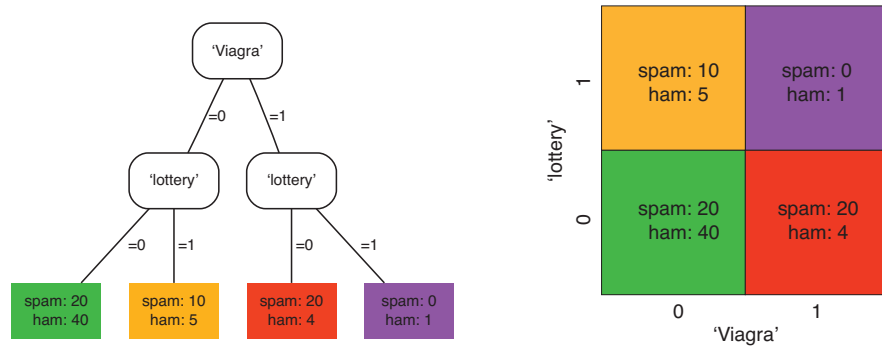 ‘Viagra’
=0
=1
‘lottery’
‘lottery’
=0
=1
=0
=1
spam: 20
ham: 40
spam: 10
ham: 5
spam: 20
ham: 4
spam: 0
ham: 1
‘lottery’
1
0
spam: 10
ham: 5
spam: 0
ham: 1
spam: 20
ham: 40
spam: 20
ham: 4
0
1
‘Viagra’